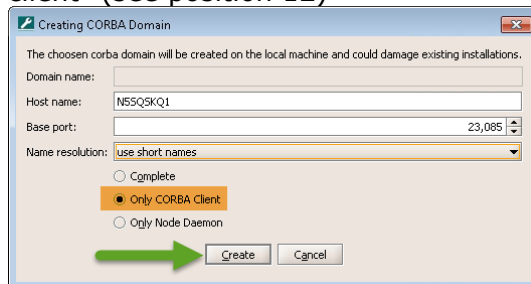 Creating CORBA Domain
The choosen corba domain will be created on the local machine and could damage existing installations.
Domain name:
Host name: N5SQ5KQ1
Base port: 23,085
Name resolution: use short names
Complete
Only CORBA Client
Only Node Daemon
Create Cancel